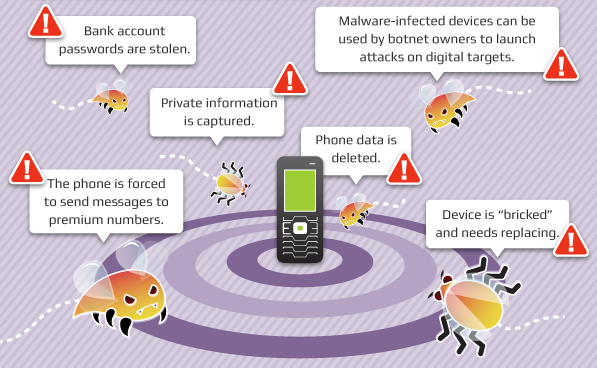 Bank account
passwords are stolen.
Malware-infected devices can be
used by botnet owners to launch
attacks on digital targets.
Private information
is captured.
Phone data is
deleted.
The phone is forced
to send messages to
premium numbers.
Device is “bricked”
and needs replacing.
!
!
!
!
!
!